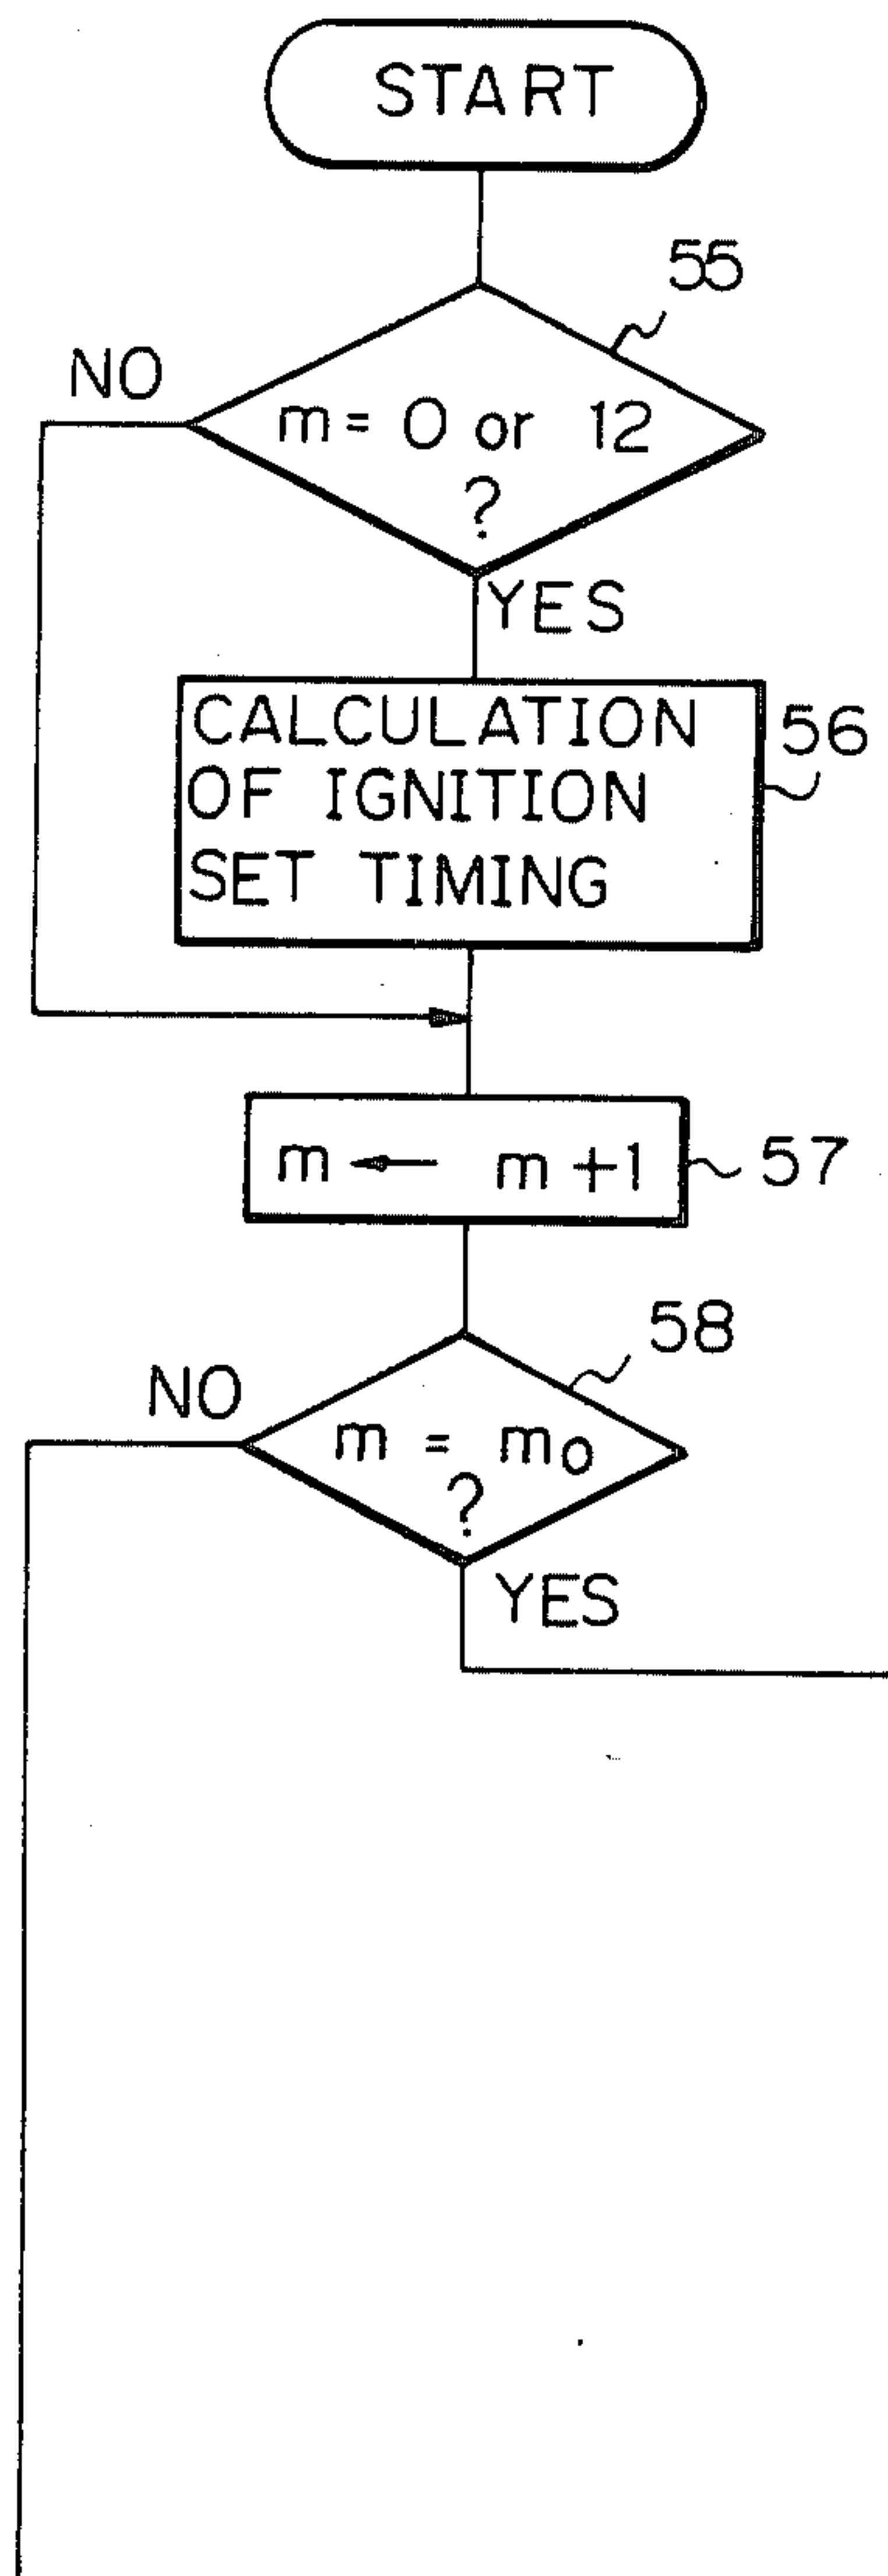 START
55
NO
m = 0 or 12
?
YES
CALCULATION
OF IGNITION
SET TIMING
56
m ← m +1
57
58
NO
m = m₀
?
YES